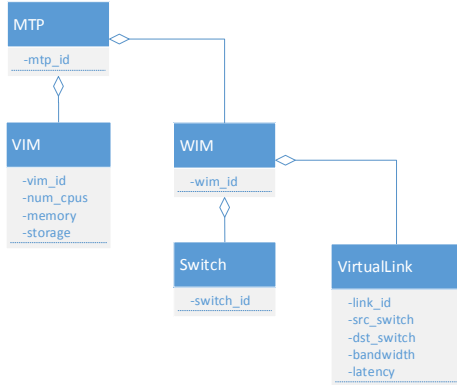 MTP
-mtp_id
VIM
-vim_id
-num_cpus
-memory
-storage
WIM
-wim_id
Switch
-switch_id
VirtualLink
-link_id
-src_switch
-dst_switch
-bandwidth
-latency